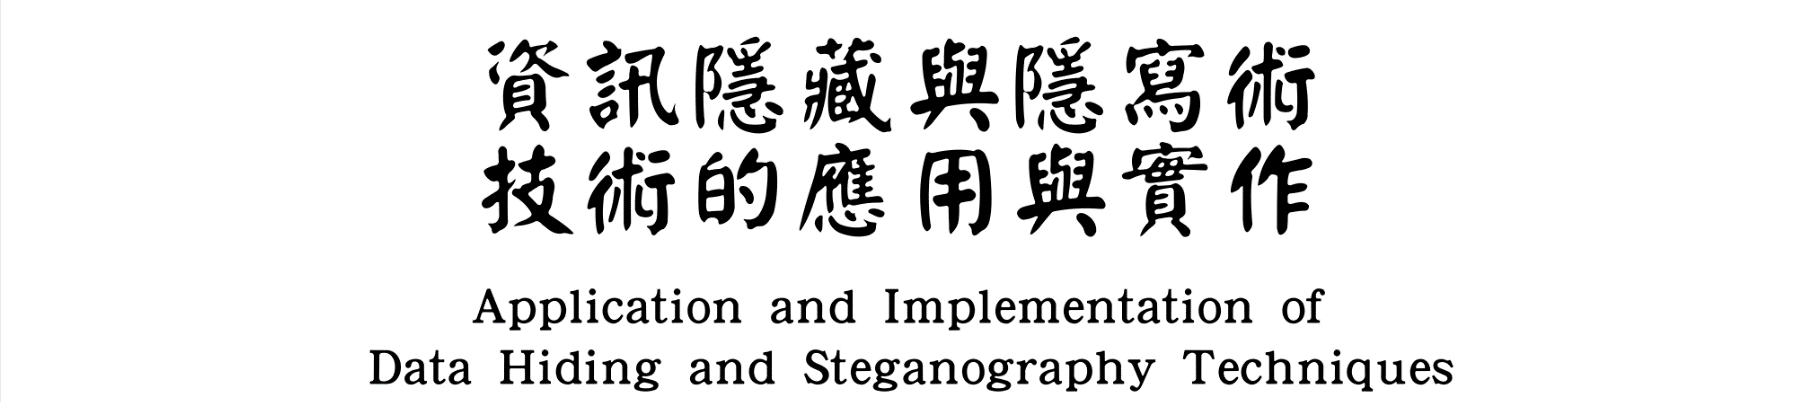 資訊隱藏與隱寫術
技術的應用與實作
Application and Implementation of
Data Hiding and Steganography Techniques